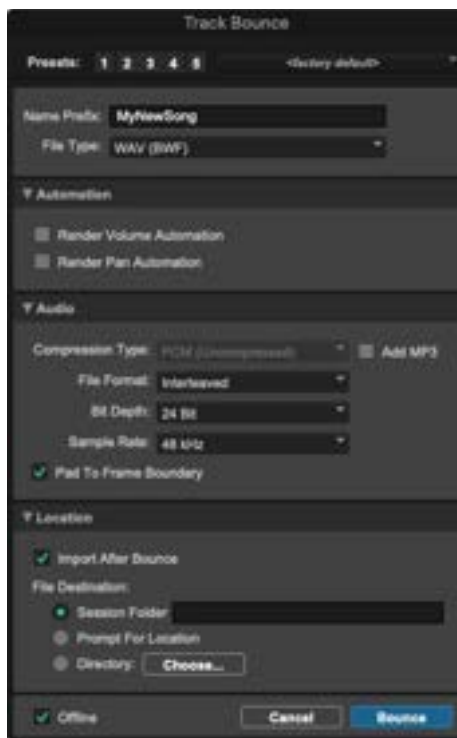 Track Bounce
Presets: 1 2 3 4 5 <factory default>
Name Prefix: MyNewSong
File Type: WAV (BWF)
Automation
Render Volume Automation
Render Pan Automation
Audio
Compression Type: PCM (Uncompressed) Add MP3
File Format: Interleaved
Bit Depth: 24 Bit
Sample Rate: 48 kHz
Pad To Frame Boundary
Location
Import After Bounce
File Destination:
Session Folder
Prompt For Location
Directory: Choose...
Offline Cancel Bounce